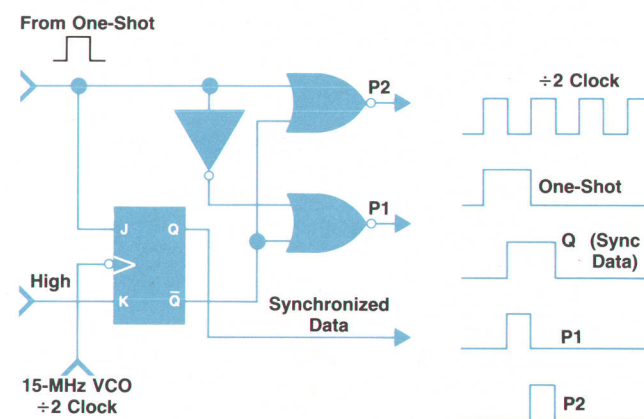 From One-Shot
P2
÷2 Clock
One-Shot
P1
J Q
Q (Sync
Data)
High
K Q̅
Synchronized
Data
P1
15-MHz VCO
÷2 Clock
P2